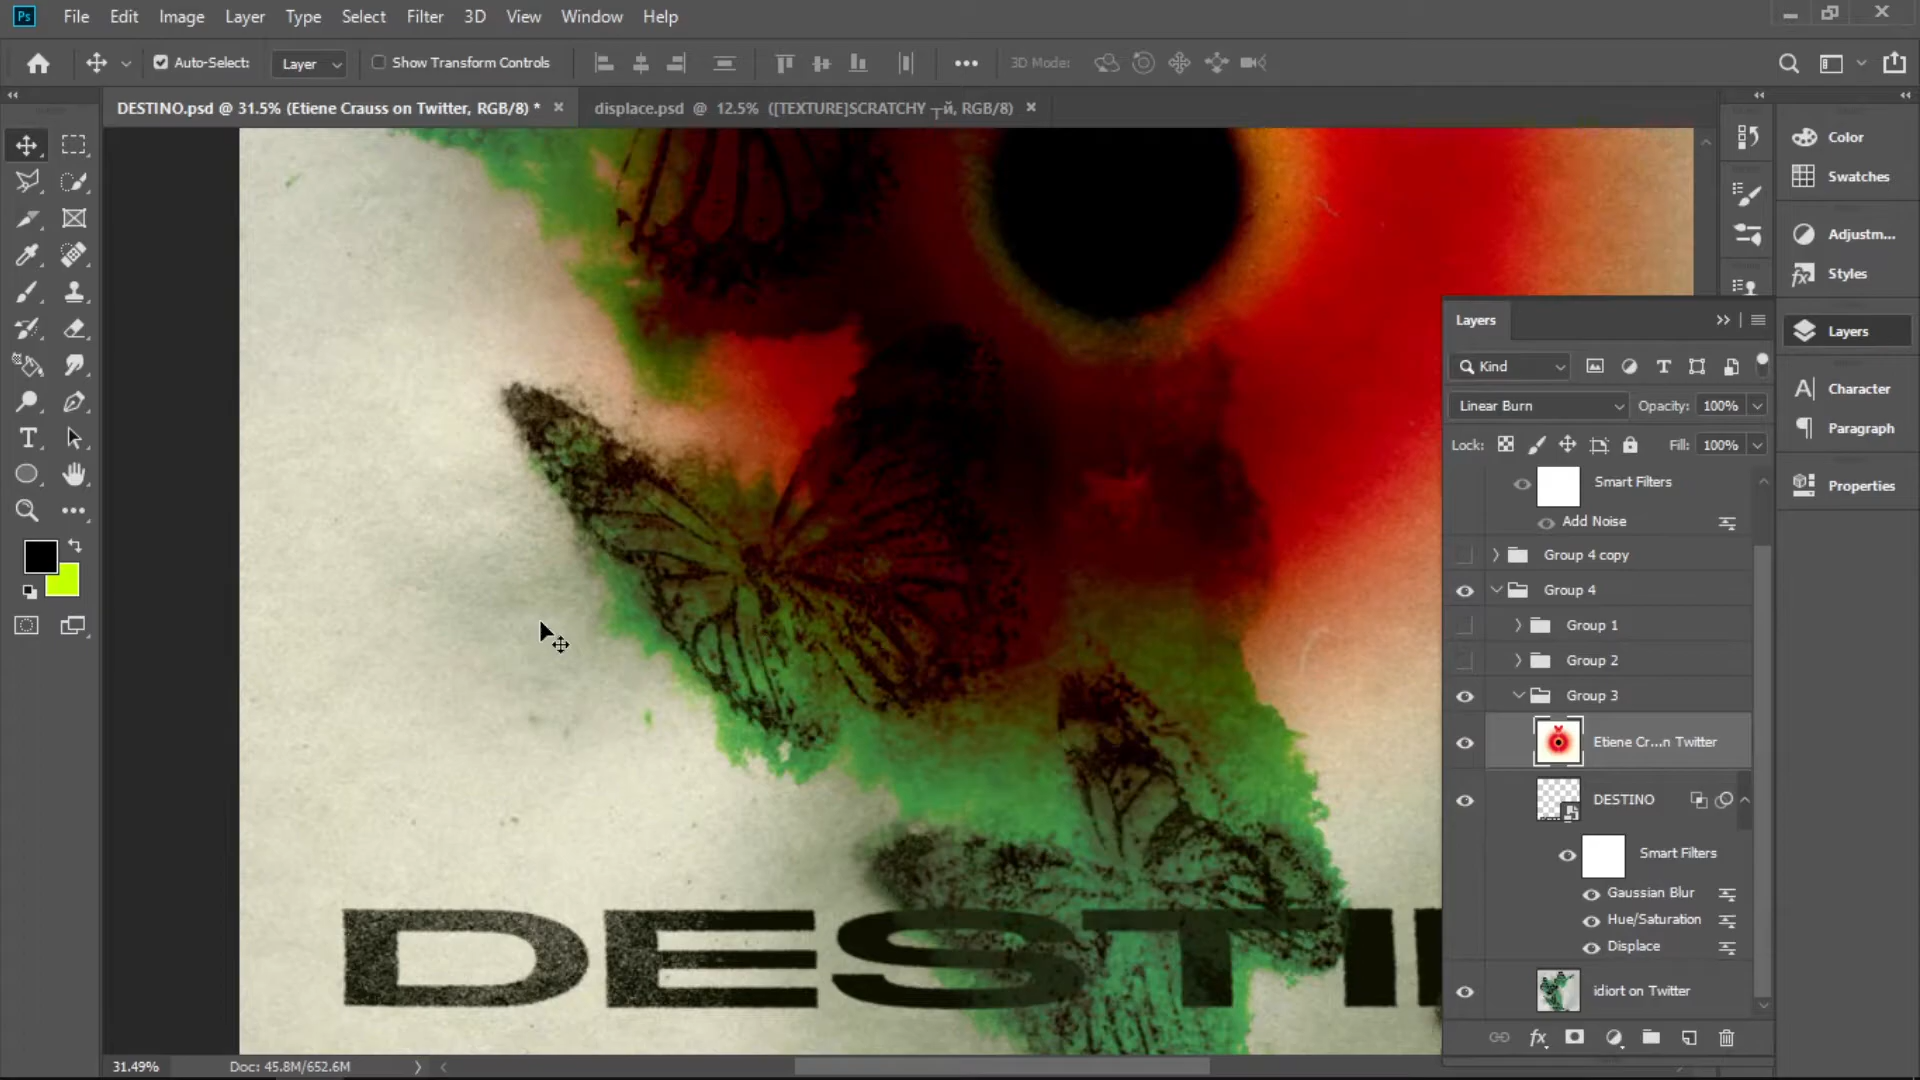 Ps File Edit Image Layer Type Select Filter 3D View Window Help
Auto-Select: Layer Show Transform Controls 3D Mode:
DESTINO.psd @ 31.5% (Etiene Crauss on Twitter, RGB/8) * displace.psd @ 12.5% ([TEXTURE]SCRATCHY ┬й, RGB/8)
Color
Swatches
Adjustm...
Styles
Layers
Character
Paragraph
Properties
Layers
Kind
Linear Burn Opacity: 100%
Lock: Fill: 100%
Smart Filters
Add Noise
Group 4 copy
Group 4
Group 1
Group 2
Group 3
Etiene Cr...n Twitter
DESTINO
Smart Filters
Gaussian Blur
Hue/Saturation
Displace
idiort on Twitter
DESTI
31.49% Doc: 45.8M/652.6M